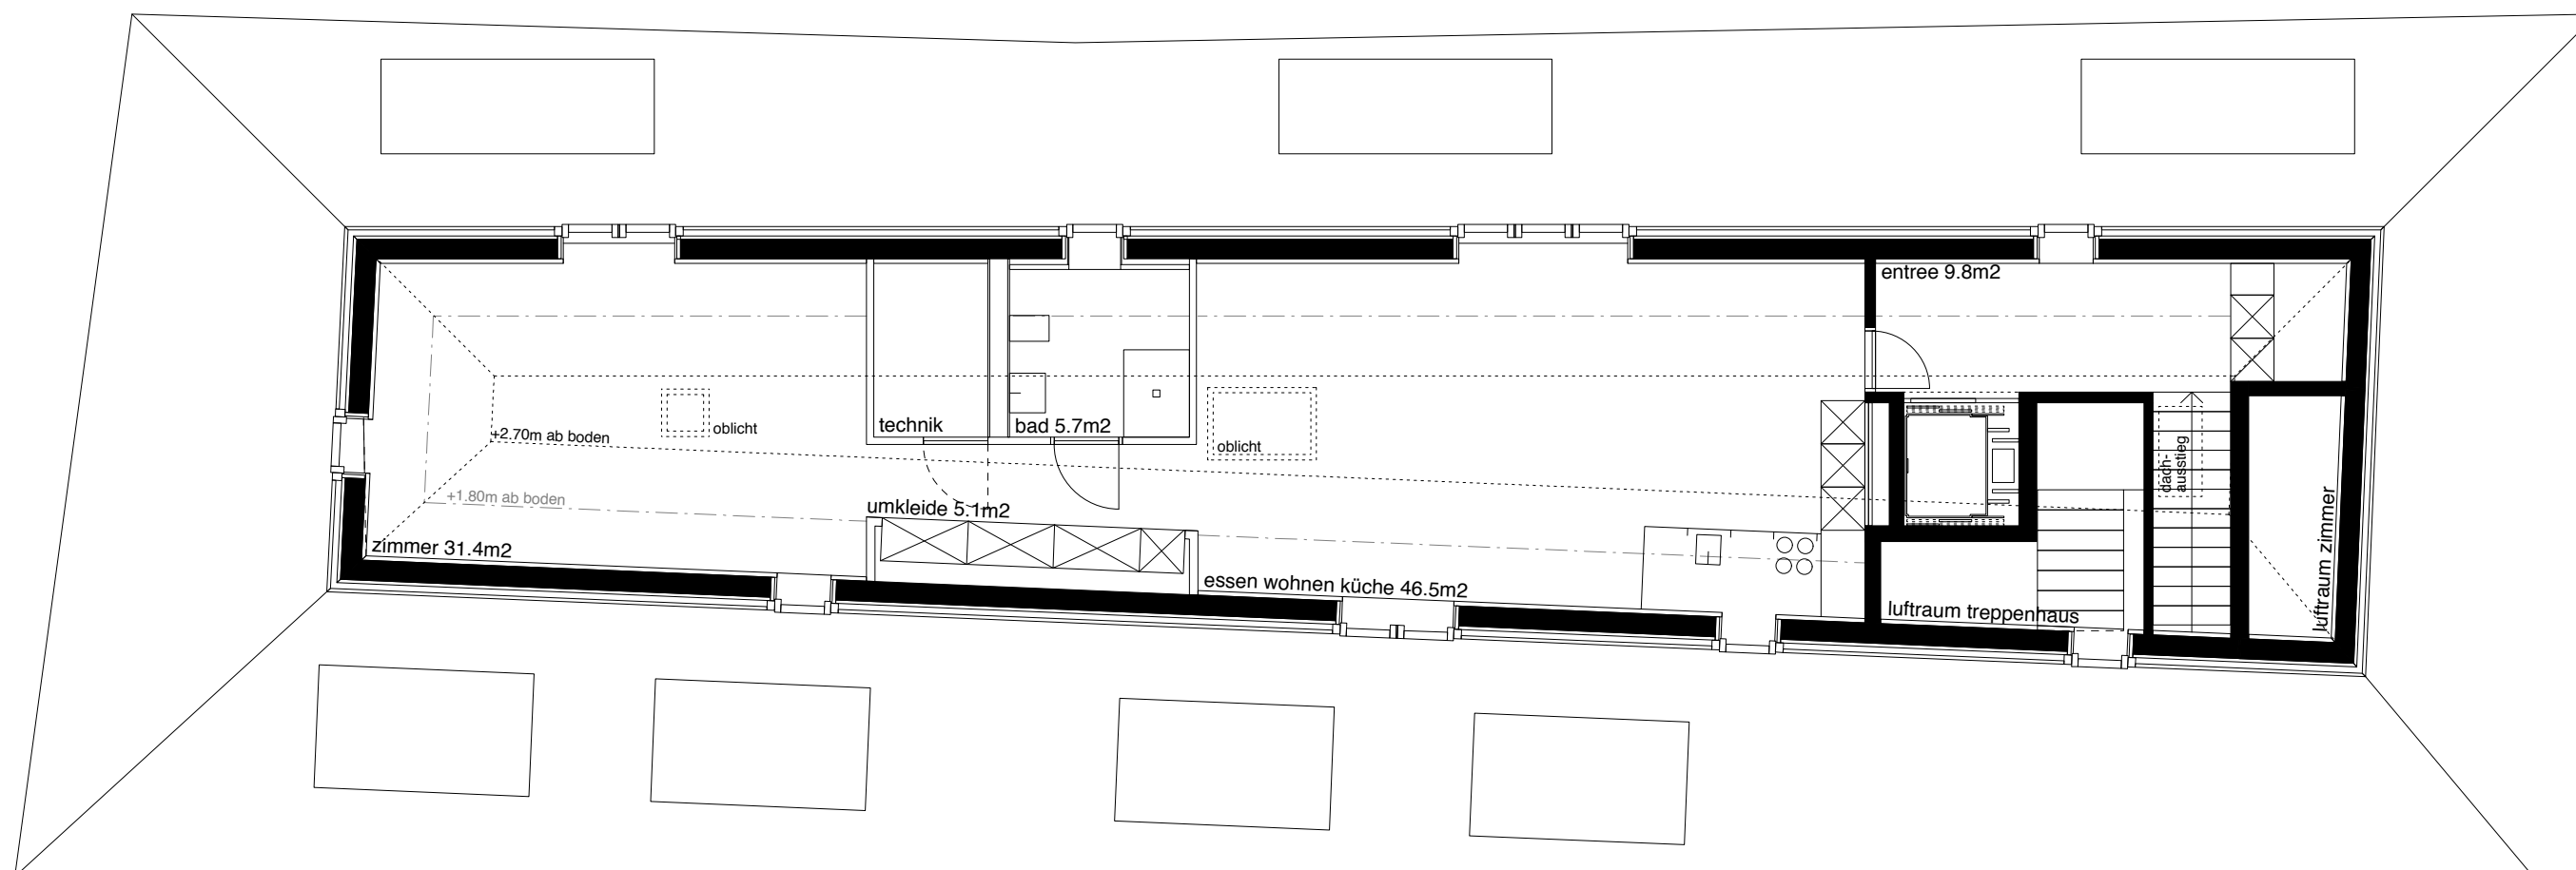 entree 9.8m2
technik
bad 5.7m2
oblicht
oblicht
+2.70m ab boden
+1.80m ab boden
umkleide 5.1m2
zimmer 31.4m2
essen wohnen küche 46.5m2
luftraum treppenhaus
dach-
ausstieg
luftraum zimmer